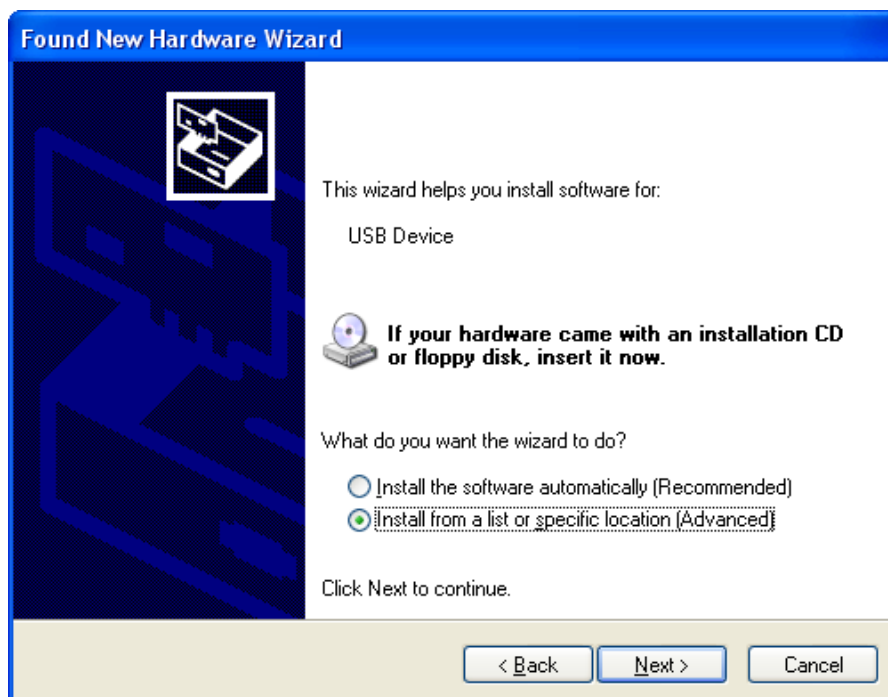 Found New Hardware Wizard
This wizard helps you install software for:
USB Device
If your hardware came with an installation CD
or floppy disk, insert it now.
What do you want the wizard to do?
Install the software automatically (Recommended)
Install from a list or specific location (Advanced)
Click Next to continue.
< Back
Next >
Cancel